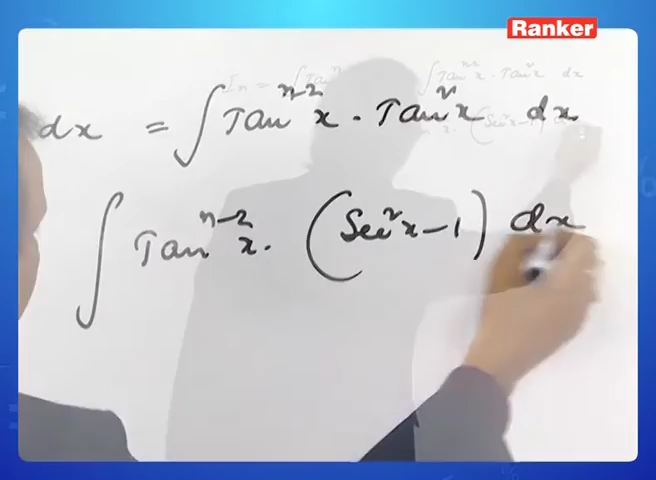 Ranker
dx = ∫ Tan^{n-2} x · Tan^2 x dx
∫ Tan^{n-2} x · (Sec^2 x - 1) dx